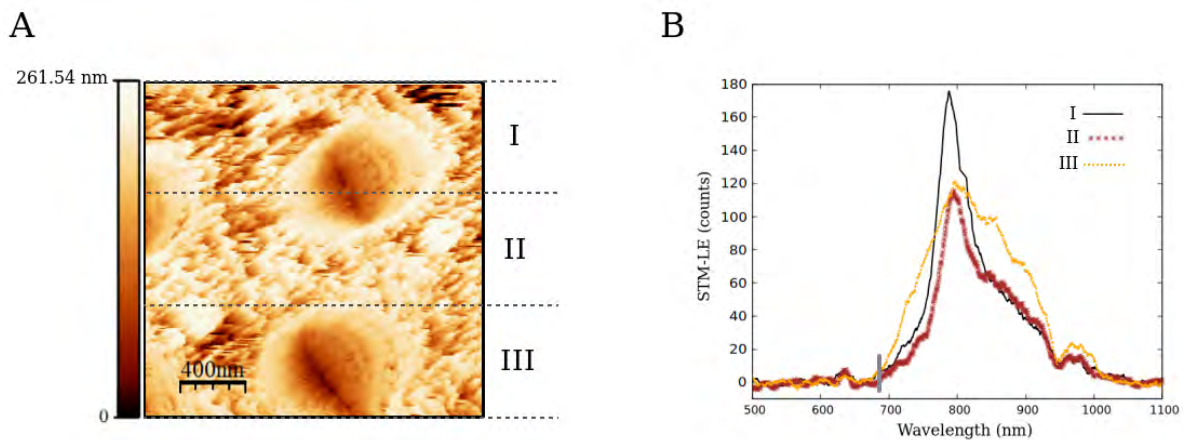 A
261.54 nm
0
400nm
I
II
III
B
STM-LE (counts)
180
160
140
120
100
80
60
40
20
0
500 600 700 800 900 1000 1100
Wavelength (nm)
I
II
III